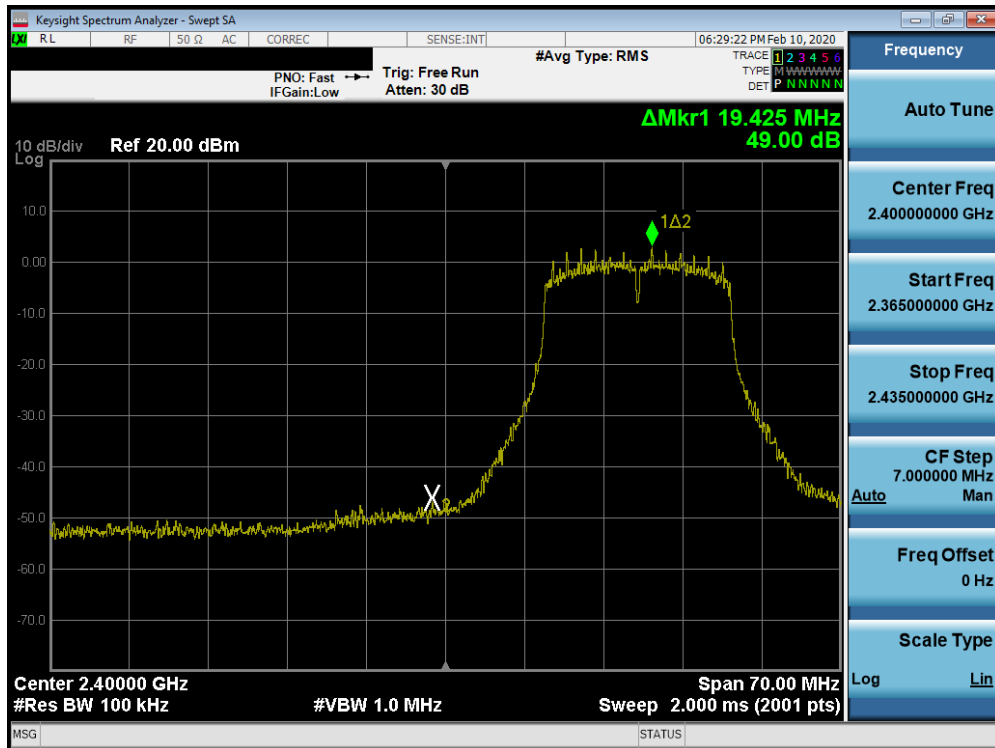 Keysight Spectrum Analyzer - Swept SA
LXI RL RF 50 Ω AC CORREC SENSE:INT 06:29:22 PM Feb 10, 2020
#Avg Type: RMS
TRACE 1 2 3 4 5 6
PNO: Fast Trig: Free Run
TYPE M WWWWW
IFGain:Low Atten: 30 dB
DET P N N N N N
ΔMkr1 19.425 MHz
49.00 dB
10 dB/div Ref 20.00 dBm
Log
10.0
1Δ2
0.00
-10.0
-20.0
-30.0
-40.0
X2
-50.0
-60.0
-70.0
Center 2.40000 GHz Span 70.00 MHz
#Res BW 100 kHz #VBW 1.0 MHz Sweep 2.000 ms (2001 pts)
MSG STATUS
Frequency
Auto Tune
Center Freq
2.400000000 GHz
Start Freq
2.365000000 GHz
Stop Freq
2.435000000 GHz
CF Step
7.000000 MHz
Auto Man
Freq Offset
0 Hz
Scale Type
Log Lin